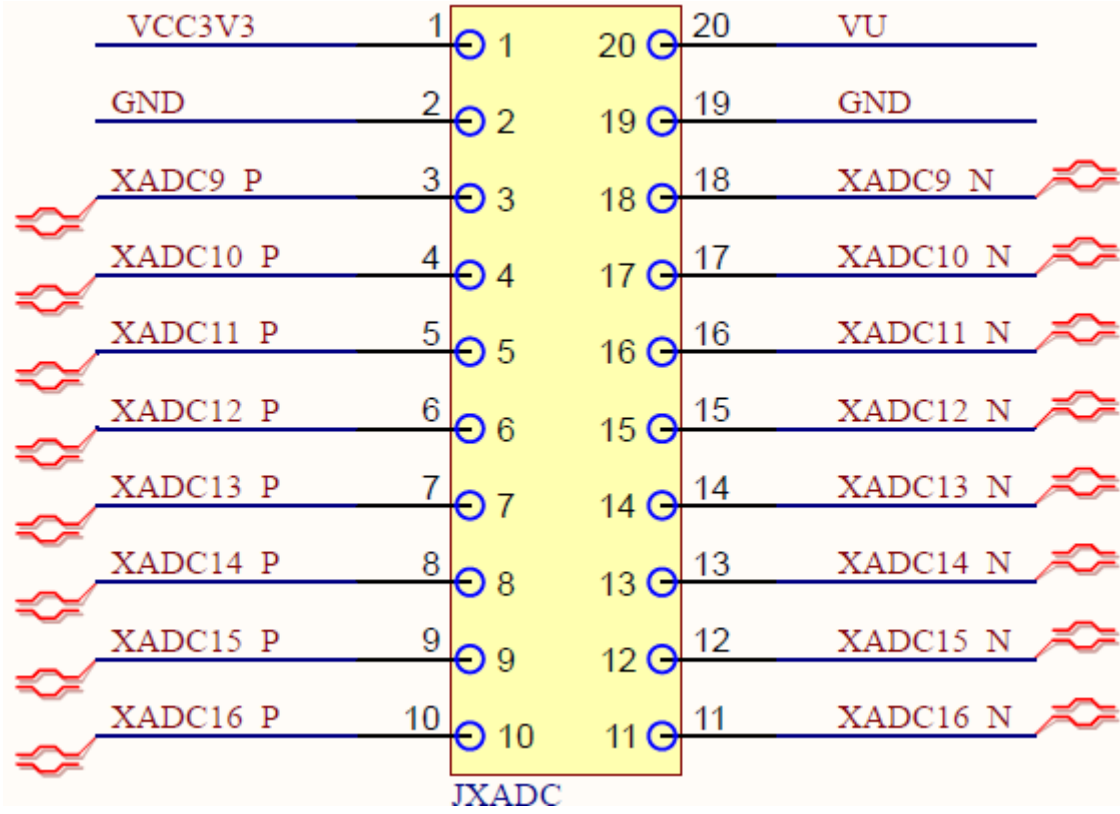 VCC3V3 1 1 20 20 VU
GND 2 2 19 19 GND
XADC9_P 3 3 18 18 XADC9_N
XADC10_P 4 4 17 17 XADC10_N
XADC11_P 5 5 16 16 XADC11_N
XADC12_P 6 6 15 15 XADC12_N
XADC13_P 7 7 14 14 XADC13_N
XADC14_P 8 8 13 13 XADC14_N
XADC15_P 9 9 12 12 XADC15_N
XADC16_P 10 10 11 11 XADC16_N
JXADC